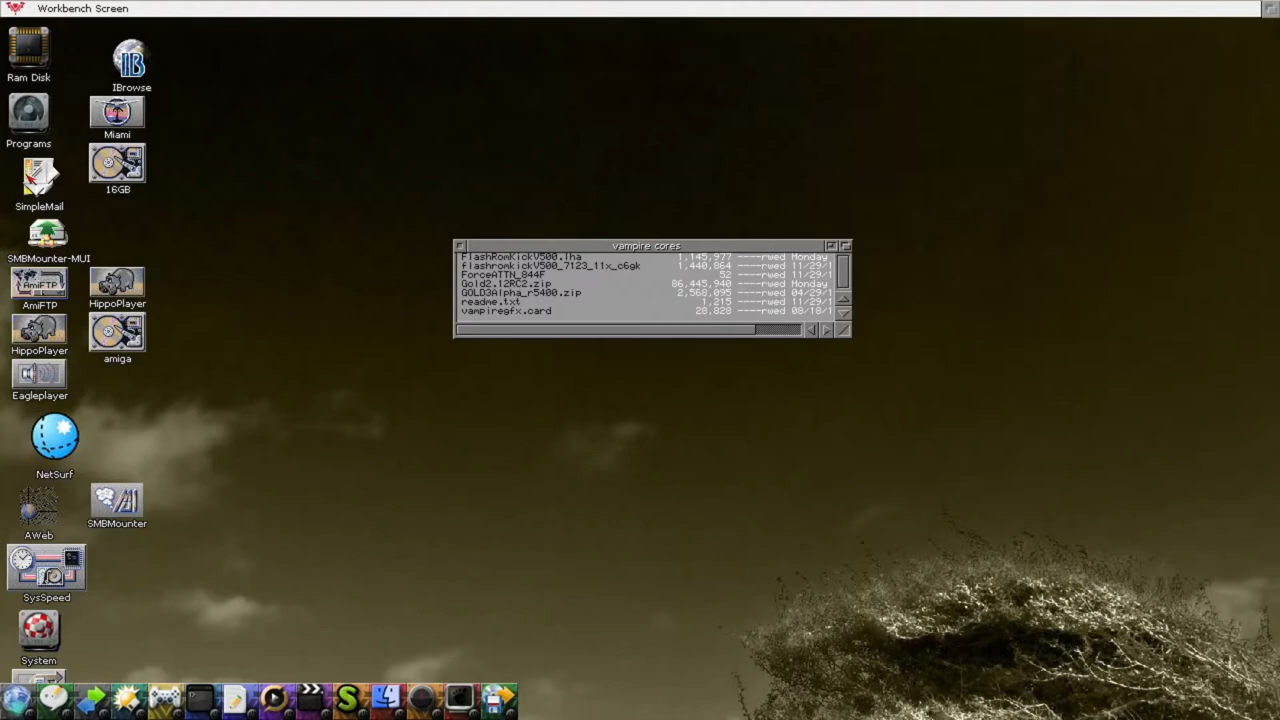 Workbench Screen
Ram Disk
IBrowse
Miami
Programs
16GB
SimpleMail
SMBMounter-MUI
AmiFTP
HippoPlayer
HippoPlayer
amiga
Eagleplayer
NetSurf
AWeb
SMBMounter
SysSpeed
System
vampire cores
FlashRomKickV500.lha 1,145,977 ----rwed Monday
flashromkickV500_7123_11x_c6gk 1,440,864 ----rwed 11/29/1
ForceATTN_844F 52 ----rwed 11/29/1
Gold2.12RC2.zip 86,445,940 ----rwed Monday
GOLD3Alpha_r5400.zip 2,568,095 ----rwed 04/29/1
readme.txt 1,215 ----rwed 11/29/1
vampiregfx.card 28,828 ----rwed 08/18/1